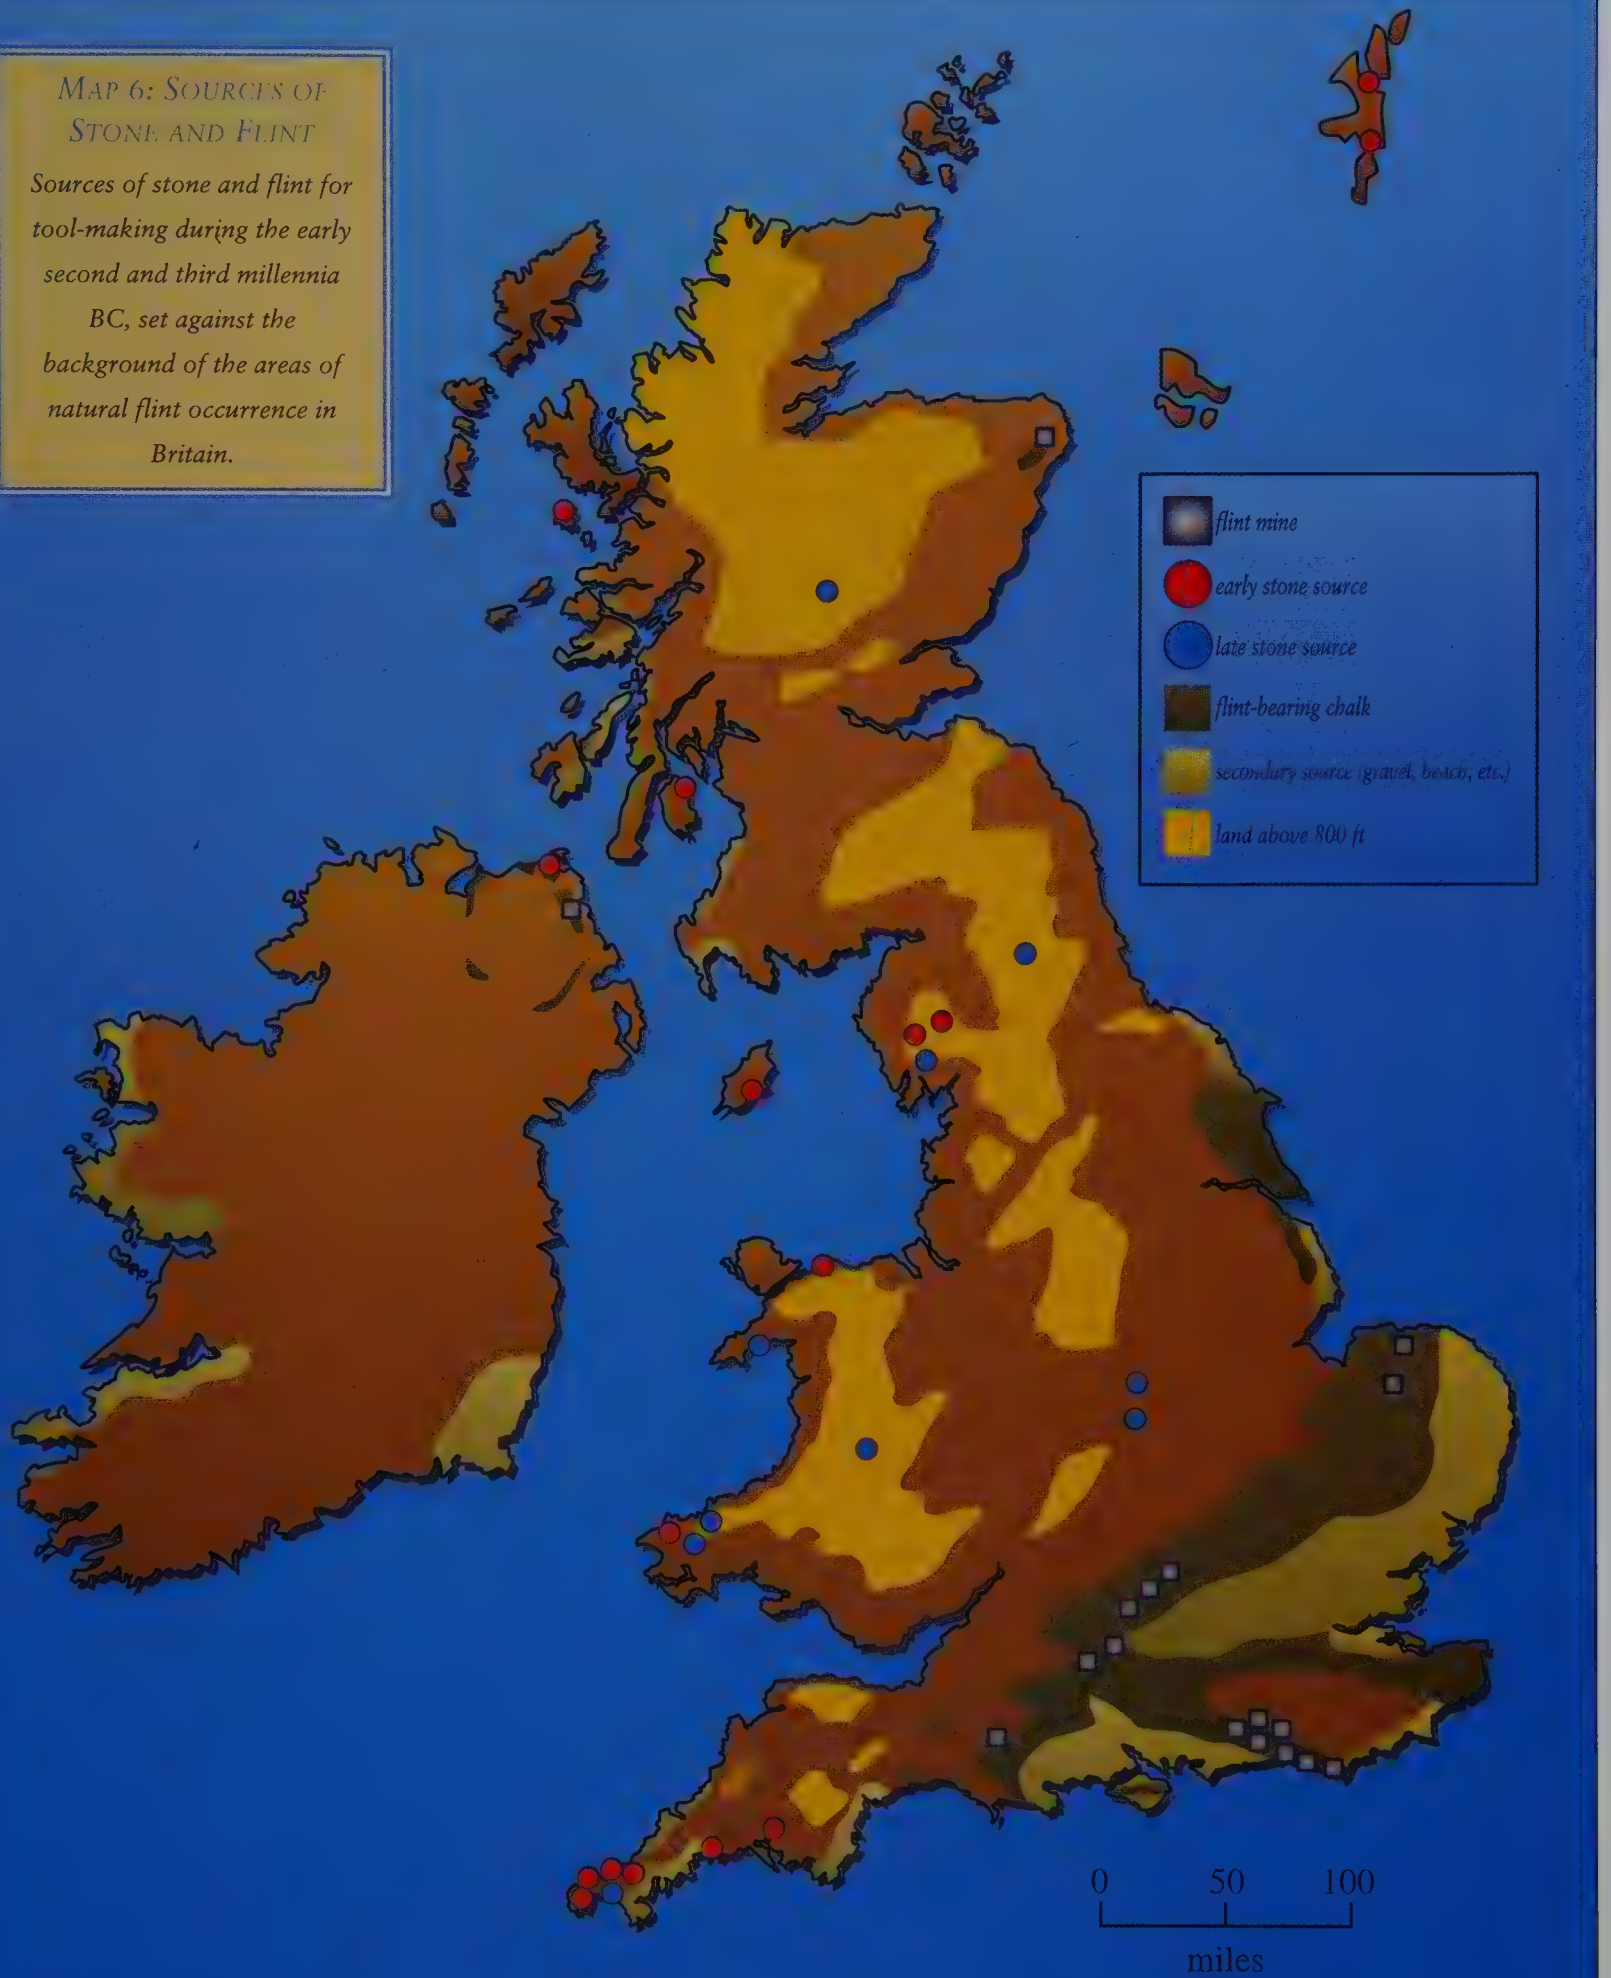 MAP 6: SOURCES OF
STONE AND FLINT
Sources of stone and flint for
tool-making during the early
second and third millennia
BC, set against the
background of the areas of
natural flint occurrence in
Britain.
flint mine
early stone source
late stone source
flint-bearing chalk
secondary source (gravel, beach, etc.)
land above 800 ft
0 50 100
miles